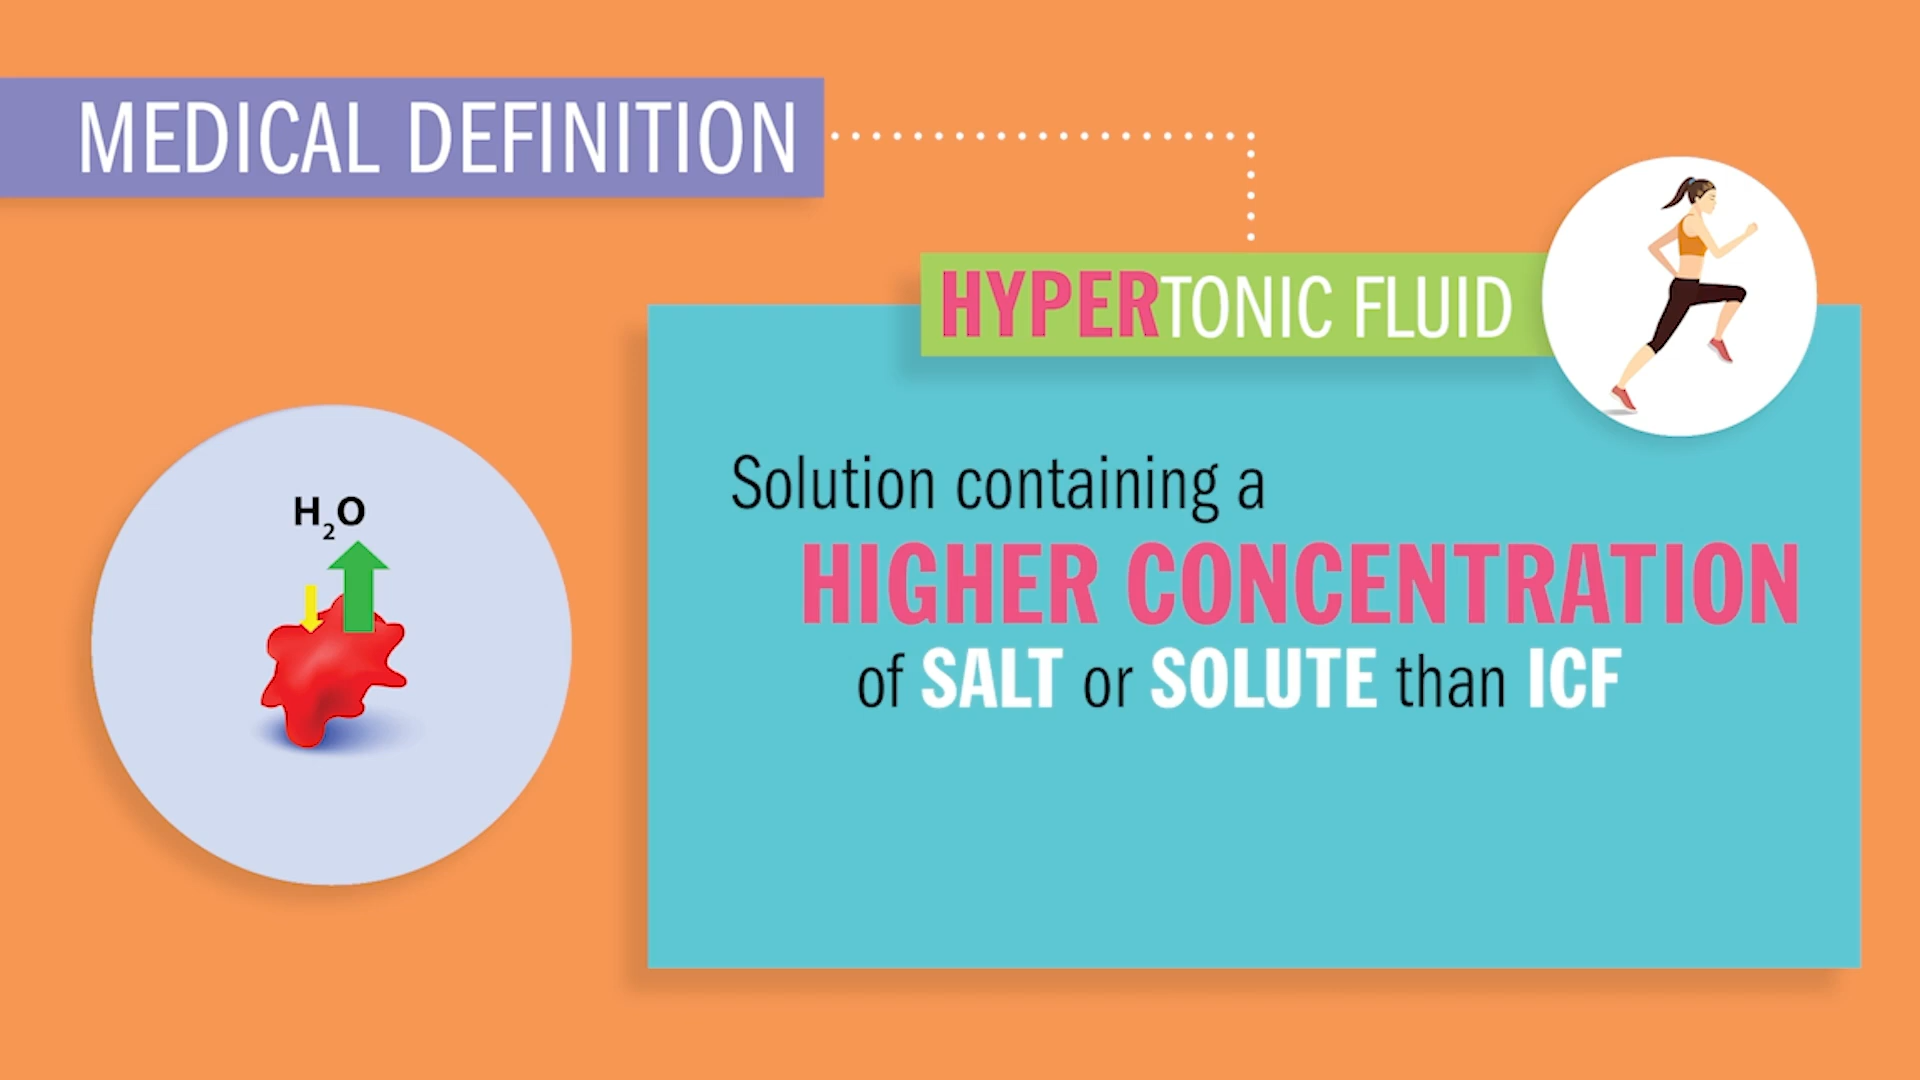 MEDICAL DEFINITION
HYPERTONIC FLUID
H₂O
Solution containing a
HIGHER CONCENTRATION
of SALT or SOLUTE than ICF